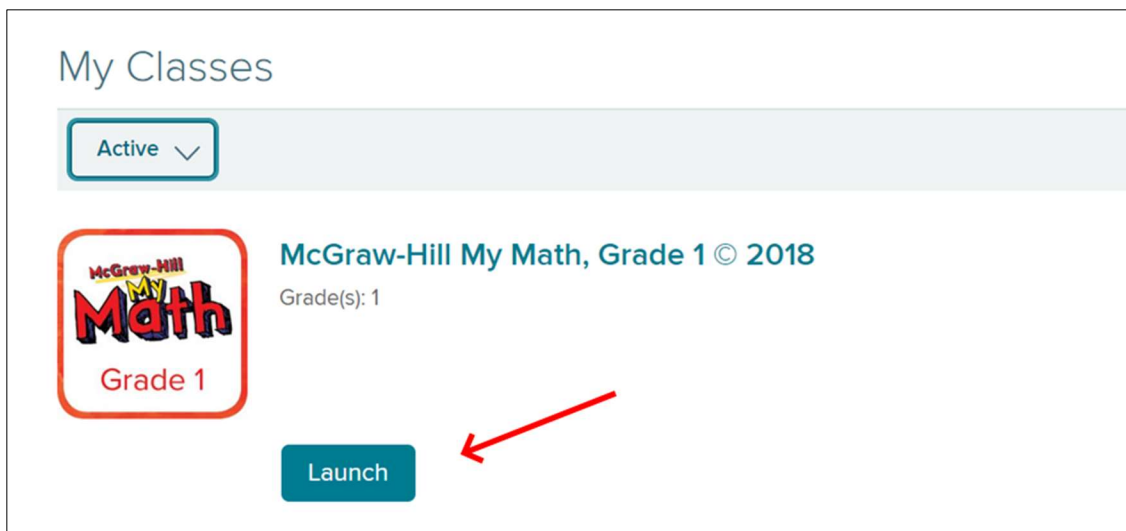 My Classes
Active
McGraw-Hill
My
Math
Grade 1
McGraw-Hill My Math, Grade 1 © 2018
Grade(s): 1
Launch